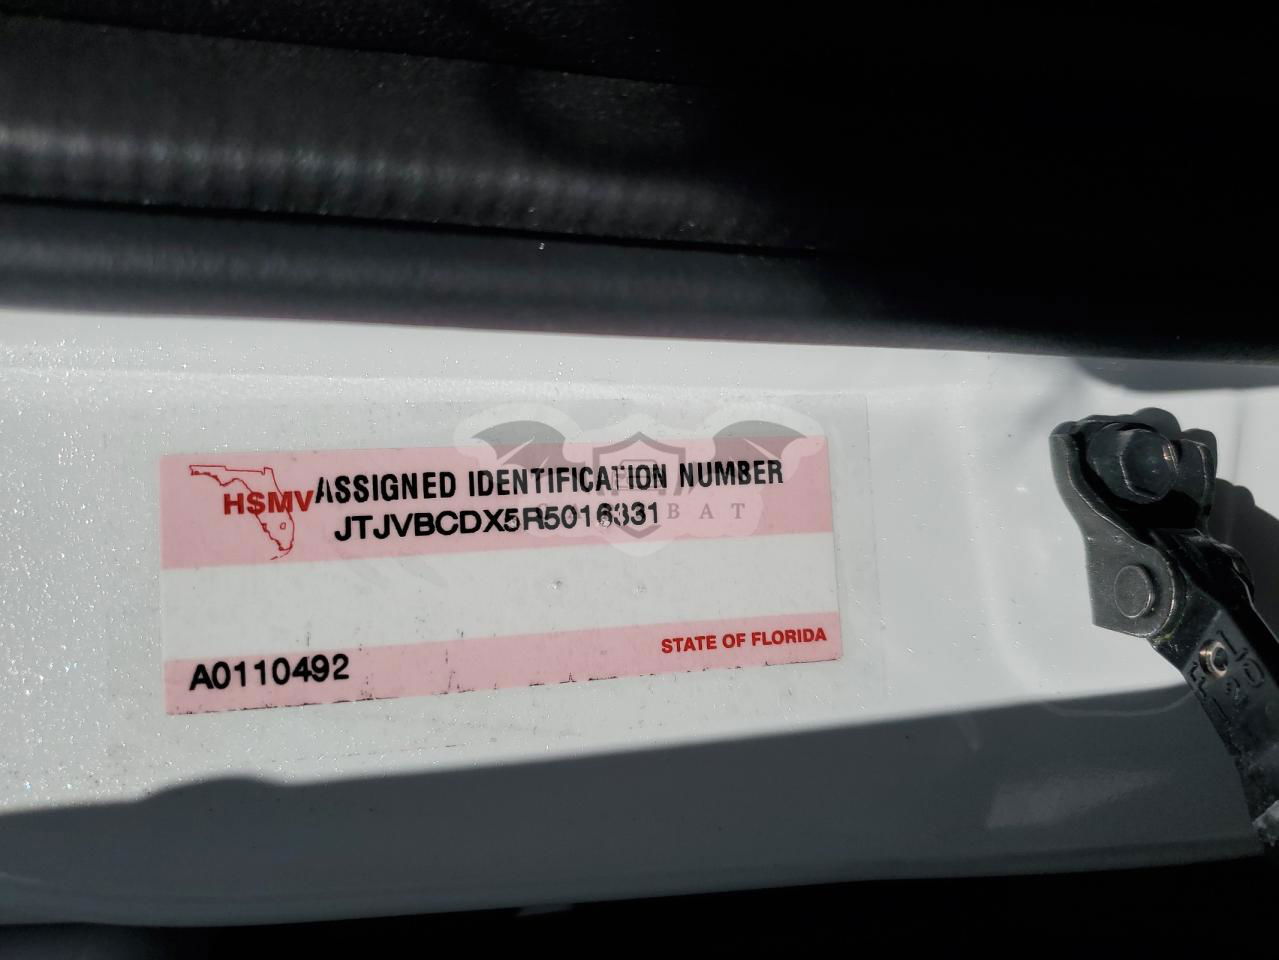 ASSIGNED IDENTIFICATION NUMBER
HSMV
JTJVBCDX5R5016331
STATE OF FLORIDA
A0110492